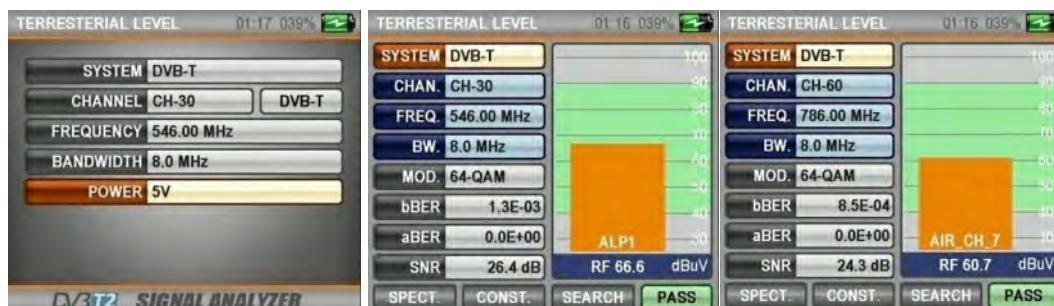 TERRESTERIAL LEVEL 01:17 039%
SYSTEM DVB-T
CHANNEL CH-30 DVB-T
FREQUENCY 546.00 MHz
BANDWIDTH 8.0 MHz
POWER 5V
DVB T2 SIGNAL ANALYZER
TERRESTERIAL LEVEL 01:16 039%
SYSTEM DVB-T
CHAN. CH-30
FREQ. 546.00 MHz
BW. 8.0 MHz
MOD. 64-QAM
bBER 1.3E-03
aBER 0.0E+00
SNR 26.4 dB
100
90
80
70
60
50
40
30
ALP1
RF 66.6 dBuV
SPECT. CONST. SEARCH PASS
TERRESTERIAL LEVEL 01:16 039%
SYSTEM DVB-T
CHAN. CH-60
FREQ. 786.00 MHz
BW. 8.0 MHz
MOD. 64-QAM
bBER 8.5E-04
aBER 0.0E+00
SNR 24.3 dB
100
90
80
70
60
50
40
30
AIR_CH_7
RF 60.7 dBuV
SPECT. CONST. SEARCH PASS